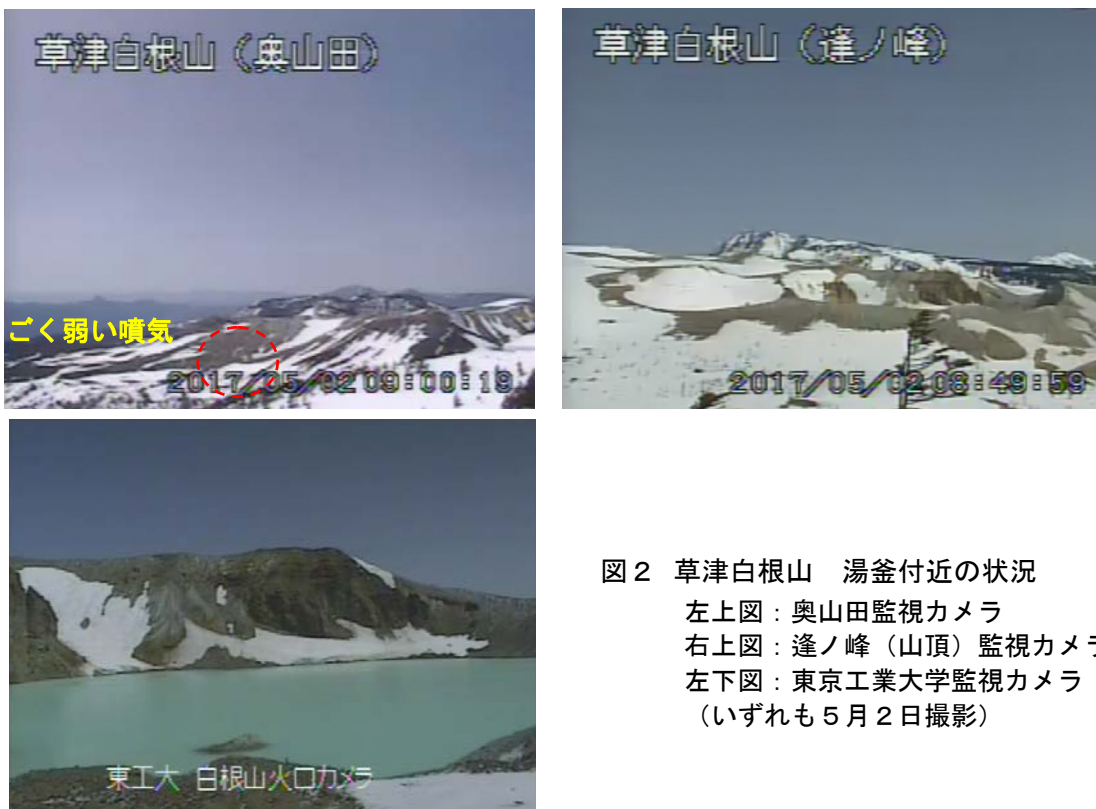 草津白根山（奥山田）
ごく弱い噴気
2017/05/02 09:00:19
草津白根山（逢ノ峰）
2017/05/02 08:49:59
東工大 白根山火口カメラ
図２ 草津白根山　湯釜付近の状況
左上図：奥山田監視カメラ
右上図：逢ノ峰（山頂）監視カメラ
左下図：東京工業大学監視カメラ
（いずれも５月２日撮影）